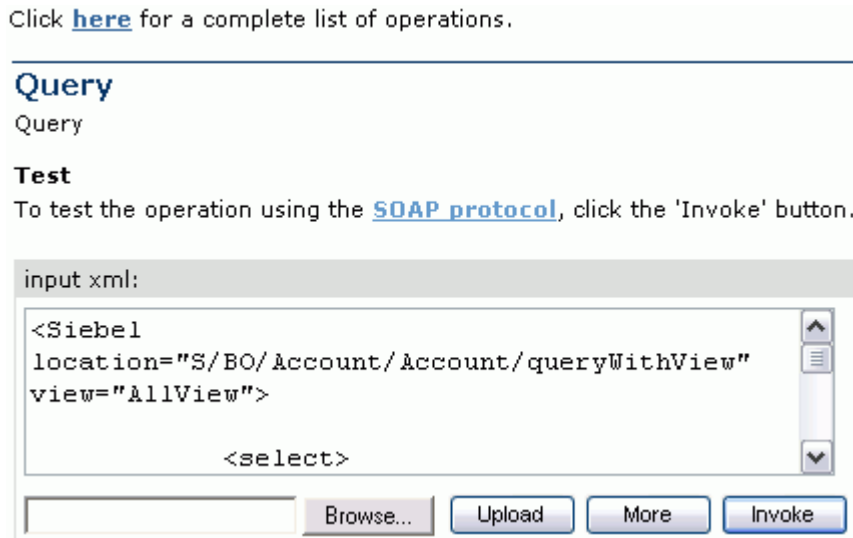 Click here for a complete list of operations.
Query
Query
Test
To test the operation using the SOAP protocol, click the 'Invoke' button.
input xml:
<Siebel
location="S/BO/Account/Account/queryWithView"
view="AllView">
<select>
Browse... Upload More Invoke